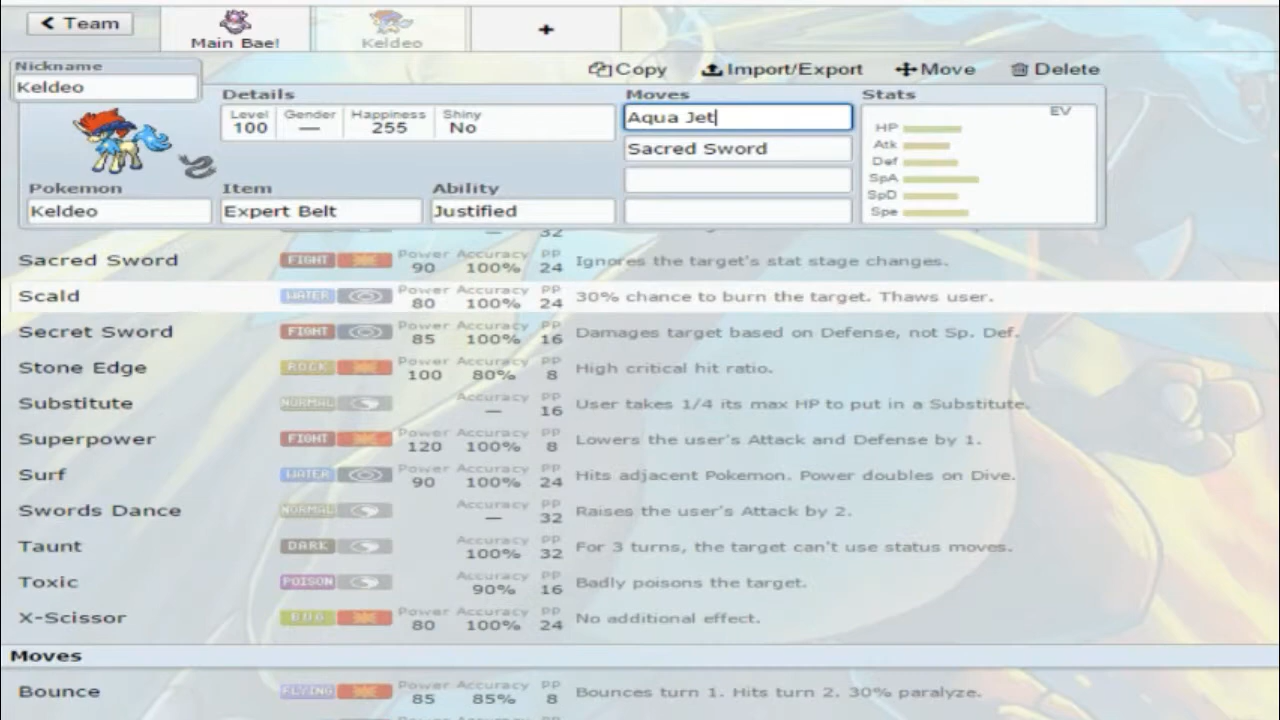 Team
Main Bae!
Keldeo
+
Nickname
Keldeo
Copy Import/Export Move Delete
Details
Level Gender Happiness Shiny
100 — 255 No
Moves
Aqua Jet
Sacred Sword
Stats
EV
HP
Atk
Def
SpA
SpD
Spe
Pokemon Item Ability
Keldeo Expert Belt Justified
— 32
Sacred Sword FIGHT Power 90 Accuracy 100% PP 24 Ignores the target's stat stage changes.
Scald WATER Power 80 Accuracy 100% PP 24 30% chance to burn the target. Thaws user.
Secret Sword FIGHT Power 85 Accuracy 100% PP 16 Damages target based on Defense, not Sp. Def.
Stone Edge ROCK Power 100 Accuracy 80% PP 8 High critical hit ratio.
Substitute NORMAL Accuracy — PP 16 User takes 1/4 its max HP to put in a Substitute.
Superpower FIGHT Power 120 Accuracy 100% PP 8 Lowers the user's Attack and Defense by 1.
Surf WATER Power 90 Accuracy 100% PP 24 Hits adjacent Pokemon. Power doubles on Dive.
Swords Dance NORMAL Accuracy — PP 32 Raises the user's Attack by 2.
Taunt DARK Accuracy 100% PP 32 For 3 turns, the target can't use status moves.
Toxic POISON Accuracy 90% PP 16 Badly poisons the target.
X-Scissor BUG Power 80 Accuracy 100% PP 24 No additional effect.
Moves
Bounce FLYING Power 85 Accuracy 85% PP 8 Bounces turn 1. Hits turn 2. 30% paralyze.
Power Accuracy PP